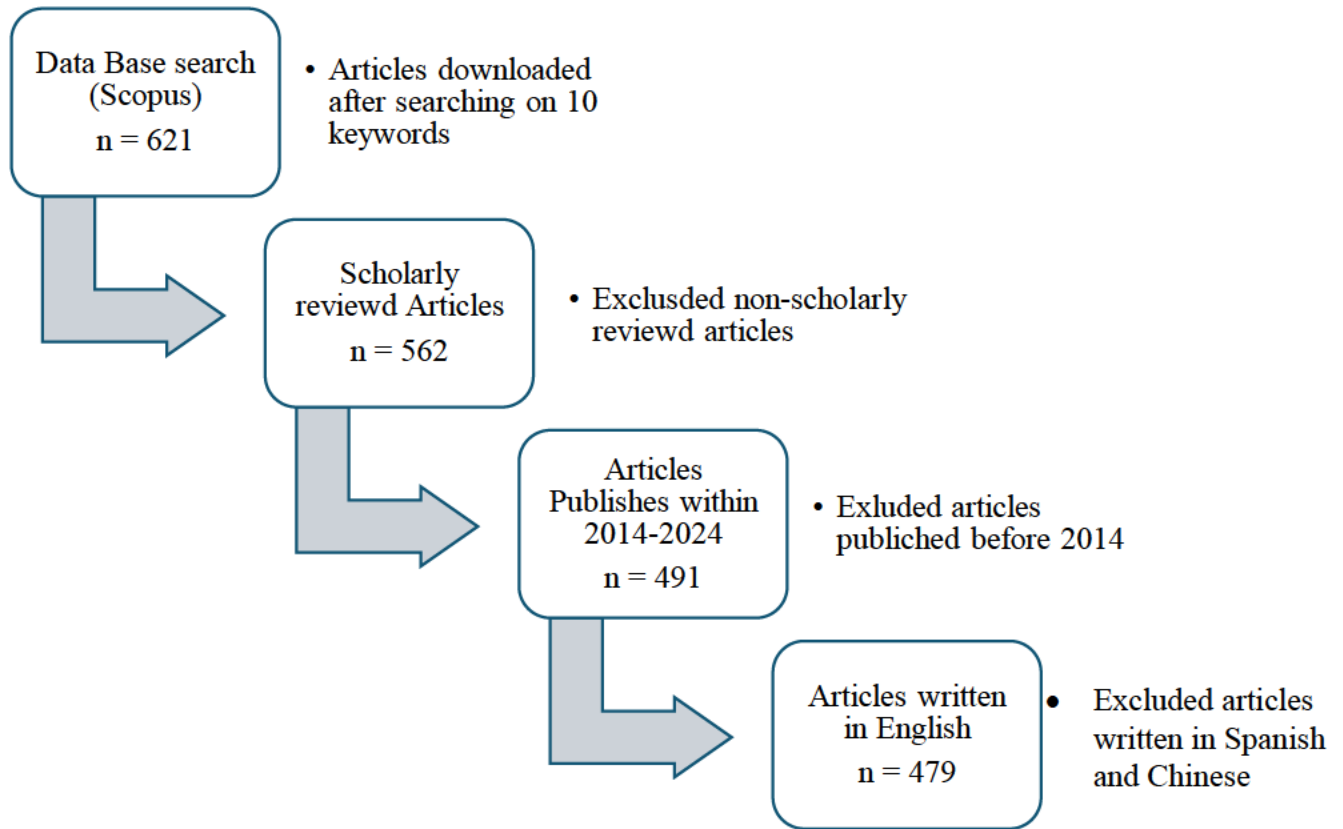 Data Base search
(Scopus)
n = 621
• Articles downloaded
after searching on 10
keywords
Scholarly
reviewd Articles
n = 562
• Exclusded non-scholarly
reviewd articles
Articles
Publishes within
2014-2024
n = 491
• Exluded articles
publiched before 2014
Articles written
in English
n = 479
• Excluded articles
written in Spanish
and Chinese